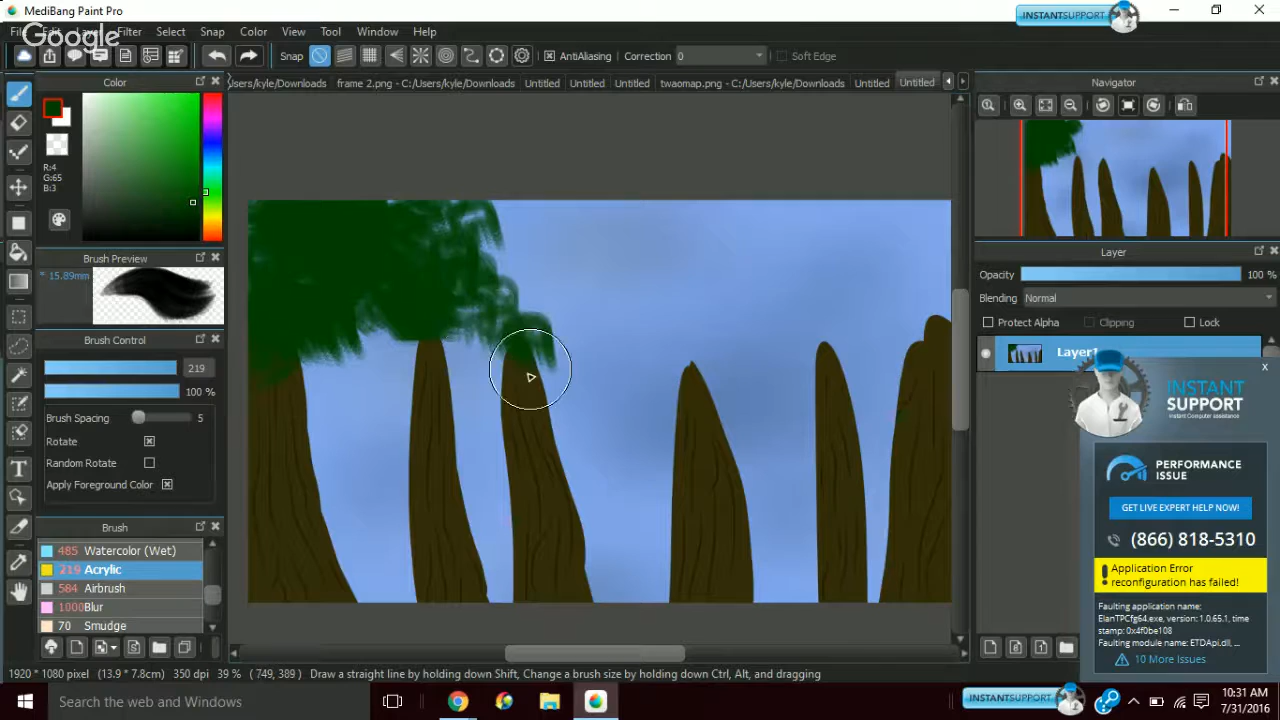 MediBang Paint Pro
INSTANTSUPPORT
Google
File Edit Layer Filter Select Snap Color View Tool Window Help
Snap AntiAliasing Correction 0 Soft Edge
Color
/sers/kyle/Downloads frame 2.png - C:/Users/kyle/Downloads Untitled Untitled Untitled twaomap.png - C:/Users/kyle/Downloads Untitled Untitled
Navigator
R:4
G:65
B:3
Brush Preview
* 15.89mm
Brush Control
219
100 %
Brush Spacing 5
Rotate
Random Rotate
Apply Foreground Color
Brush
485 Watercolor (Wet)
219 Acrylic
584 Airbrush
1000 Blur
70 Smudge
Layer
Opacity 100 %
Blending Normal
Protect Alpha Clipping Lock
Layer1
x
INSTANT
SUPPORT
Instant Computer assistance
PERFORMANCE
ISSUE
GET LIVE EXPERT HELP NOW!
(866) 818-5310
Application Error
reconfiguration has failed!
Faulting application name:
ElanTPCfg64.exe, version: 1.0.65.1, time
stamp: 0x4f0be108
Faulting module name: ETDApi.dll, ...
10 More Issues
1920 * 1080 pixel (13.9 * 7.8cm) 350 dpi 39 % ( 749, 389 ) Draw a straight line by holding down Shift, Change a brush size by holding down Ctrl, Alt, and dragging
Search the web and Windows
INSTANTSUPPORT
10:31 AM
7/31/2016